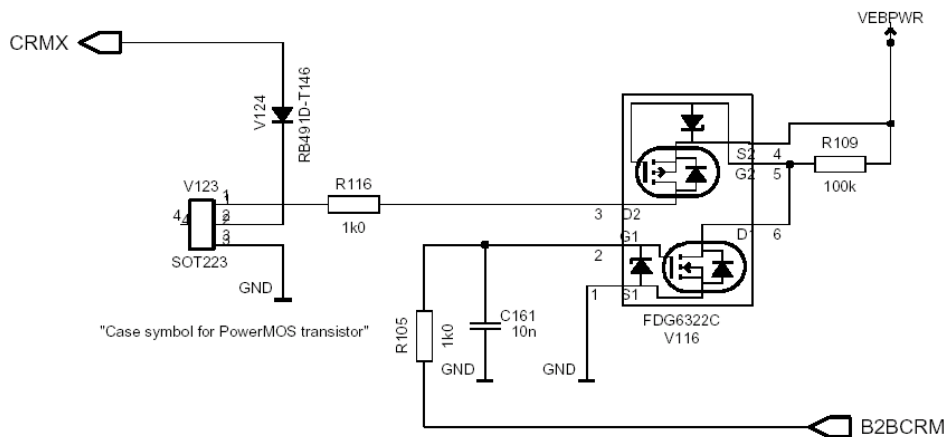 VEBPWR
CRMX
V124
RB491D-T146
S2 4
G2 5
R109
100k
V123
1
4
2
3
SOT223
GND
R116
1k0
3 D2
D1 6
G1
2
1 S1
FDG6322C
V116
"Case symbol for PowerMOS transistor"
R105
1k0
C161
10n
GND
GND
B2BCRM